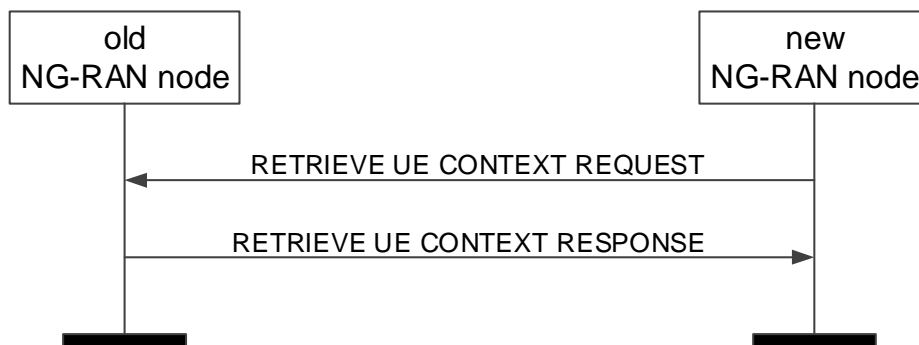 old
NG-RAN node
new
NG-RAN node
RETRIEVE UE CONTEXT REQUEST
RETRIEVE UE CONTEXT RESPONSE